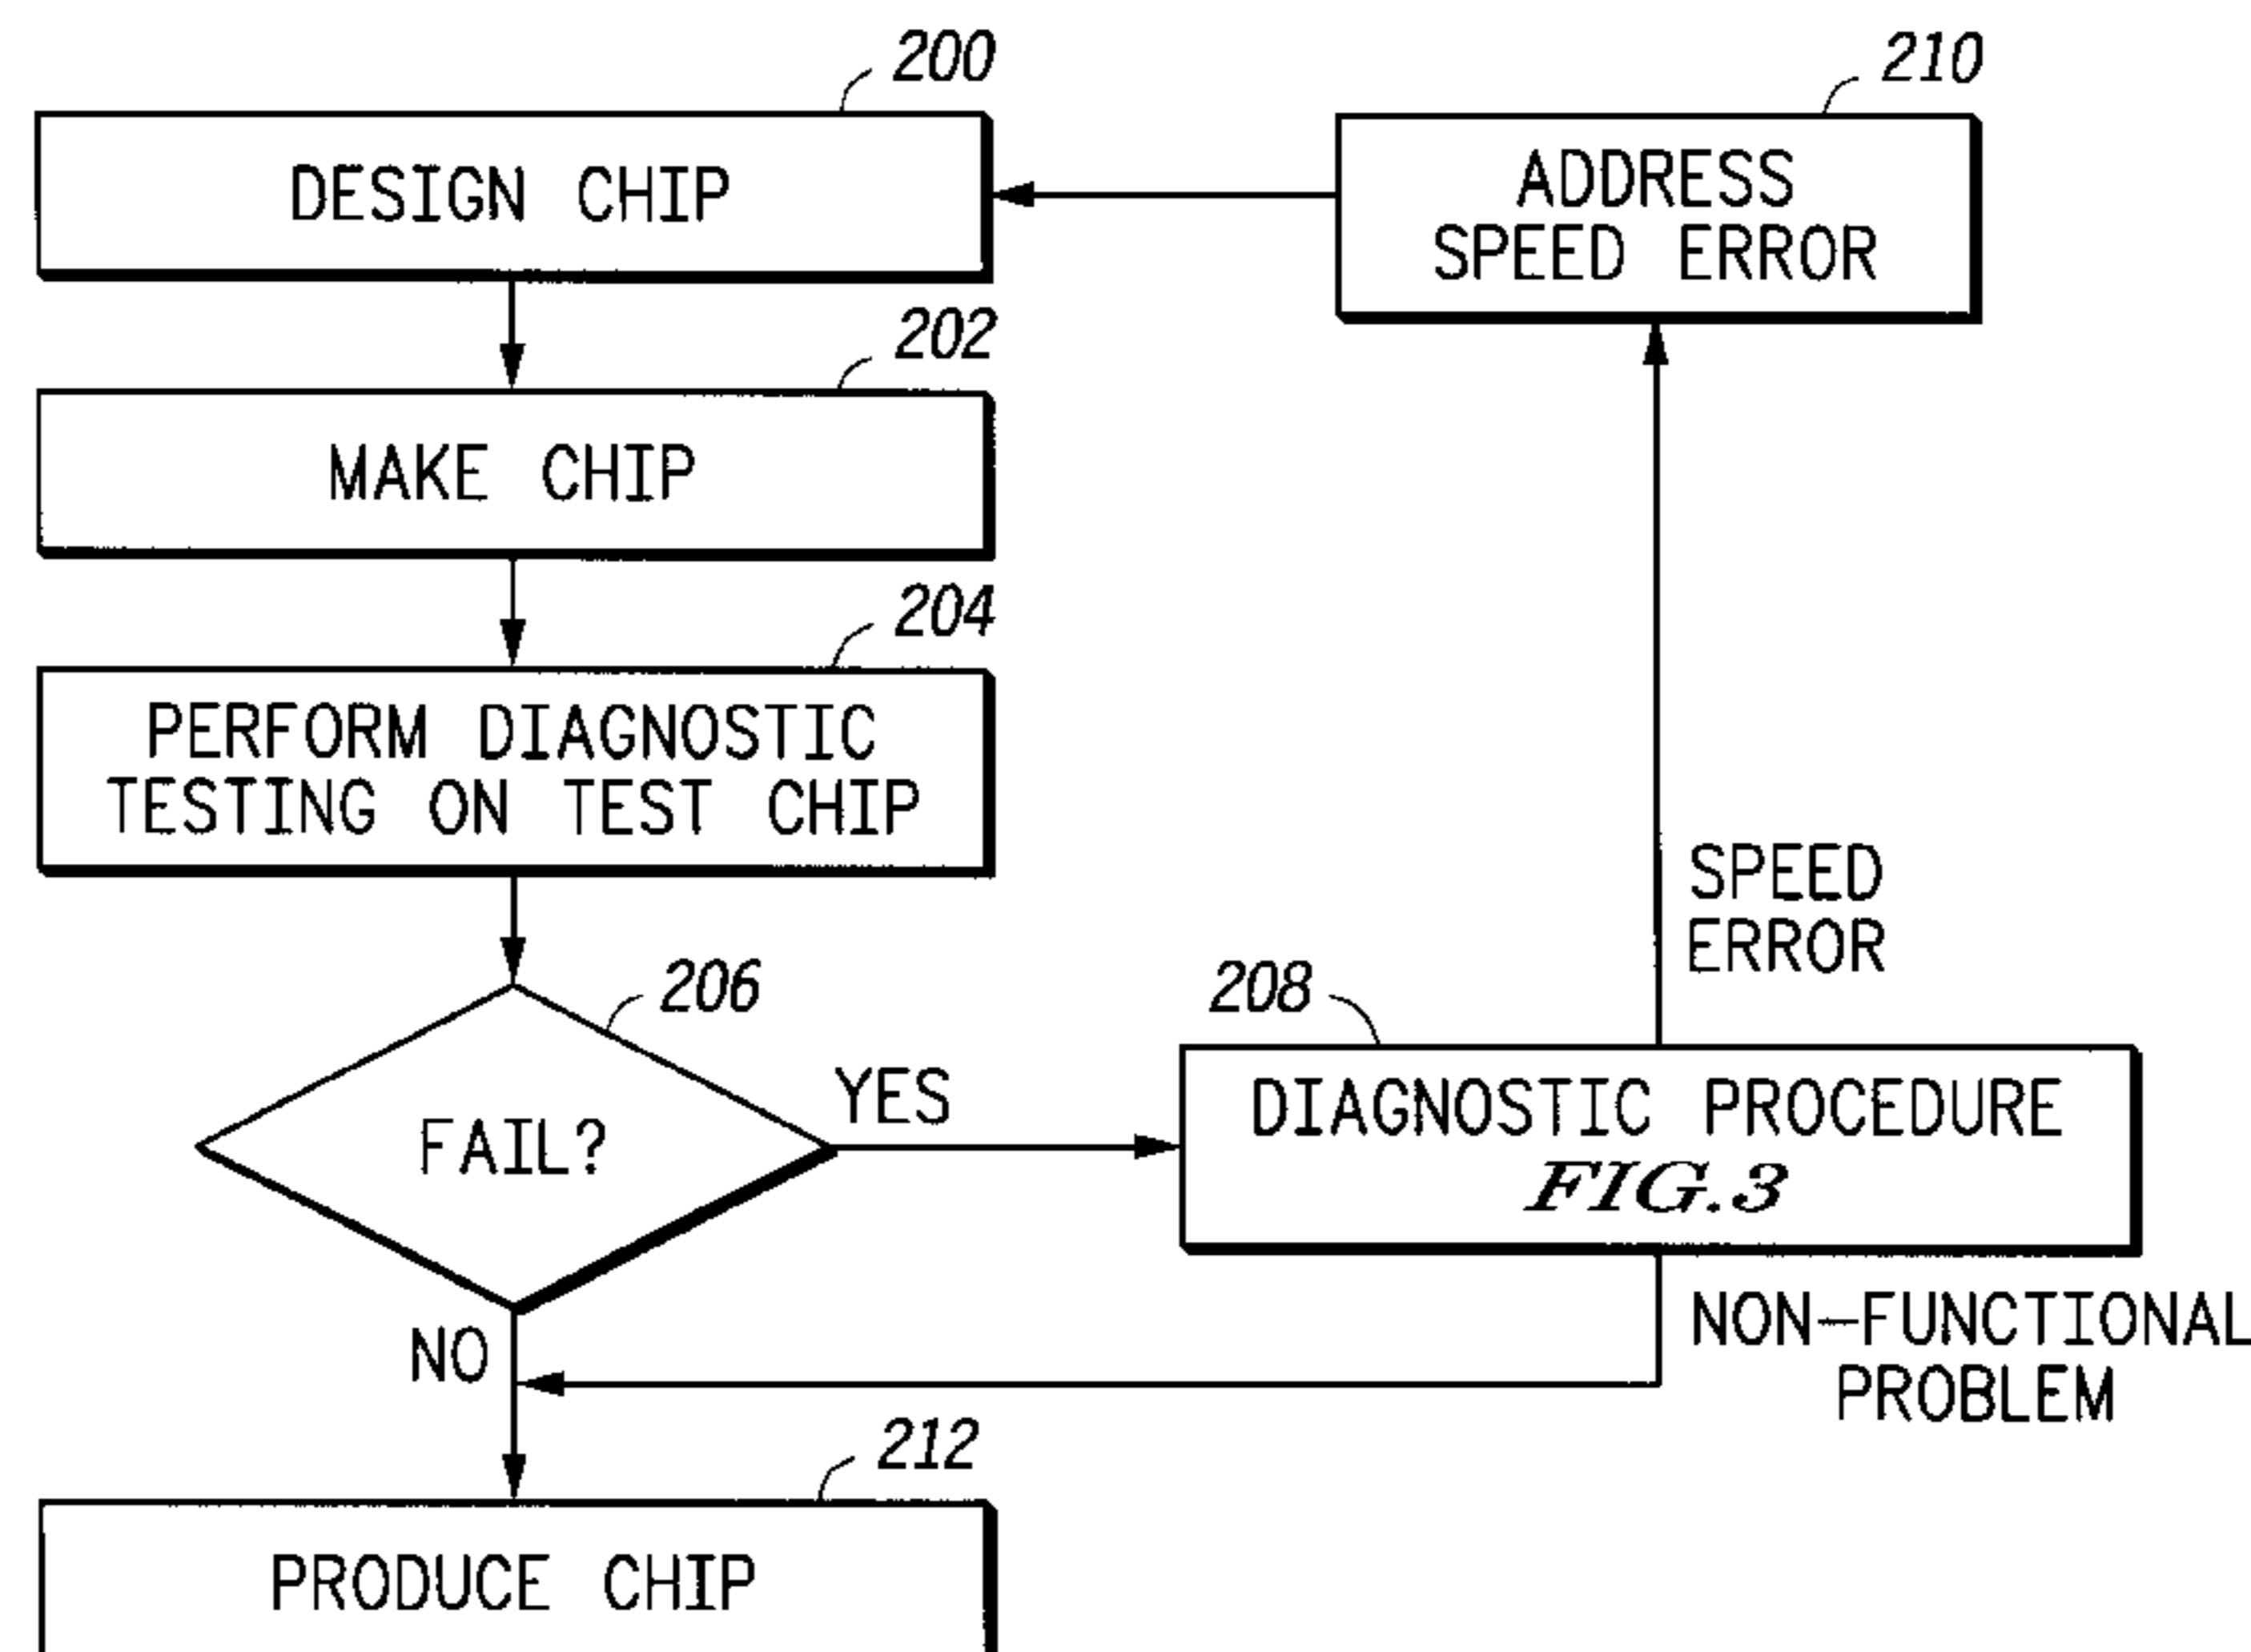 200
DESIGN CHIP
210
ADDRESS
SPEED ERROR
202
MAKE CHIP
204
PERFORM DIAGNOSTIC
TESTING ON TEST CHIP
SPEED
ERROR
206
FAIL?
YES
208
DIAGNOSTIC PROCEDURE
FIG.3
NO
NON-FUNCTIONAL
PROBLEM
212
PRODUCE CHIP